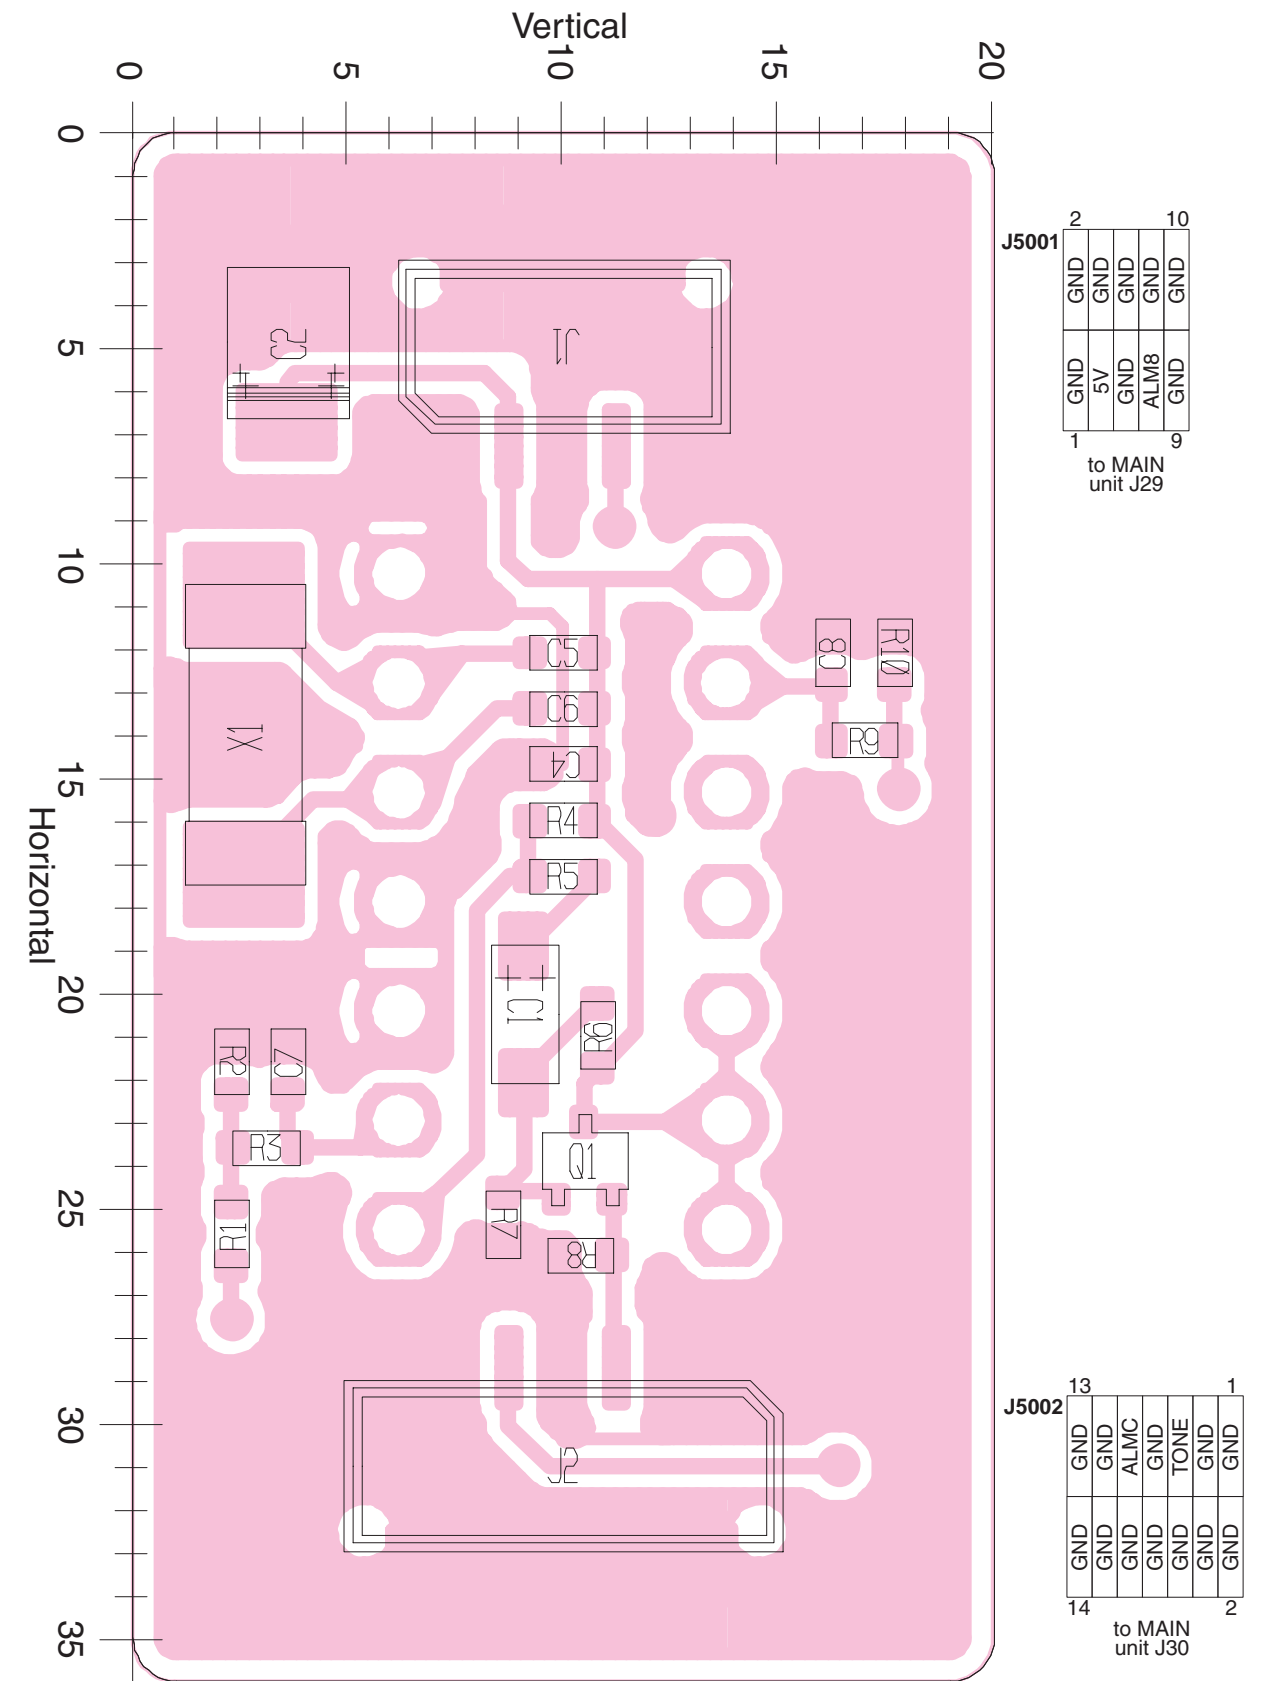 Vertical
0
5
10
15
20
0
5
10
15
20
25
30
35
Horizontal
C3
J1
C5
C6
C4
R4
R5
X1
C8
R10
R9
C1
R6
R2
C7
R3
R1
Q1
R7
R8
J2
J5001
2 10
GND GND GND GND GND
GND 5V GND ALM8 GND
1 9
to MAIN
unit J29
J5002
13 1
GND GND ALMC GND TONE GND GND
GND GND GND GND GND GND GND
14 2
to MAIN
unit J30